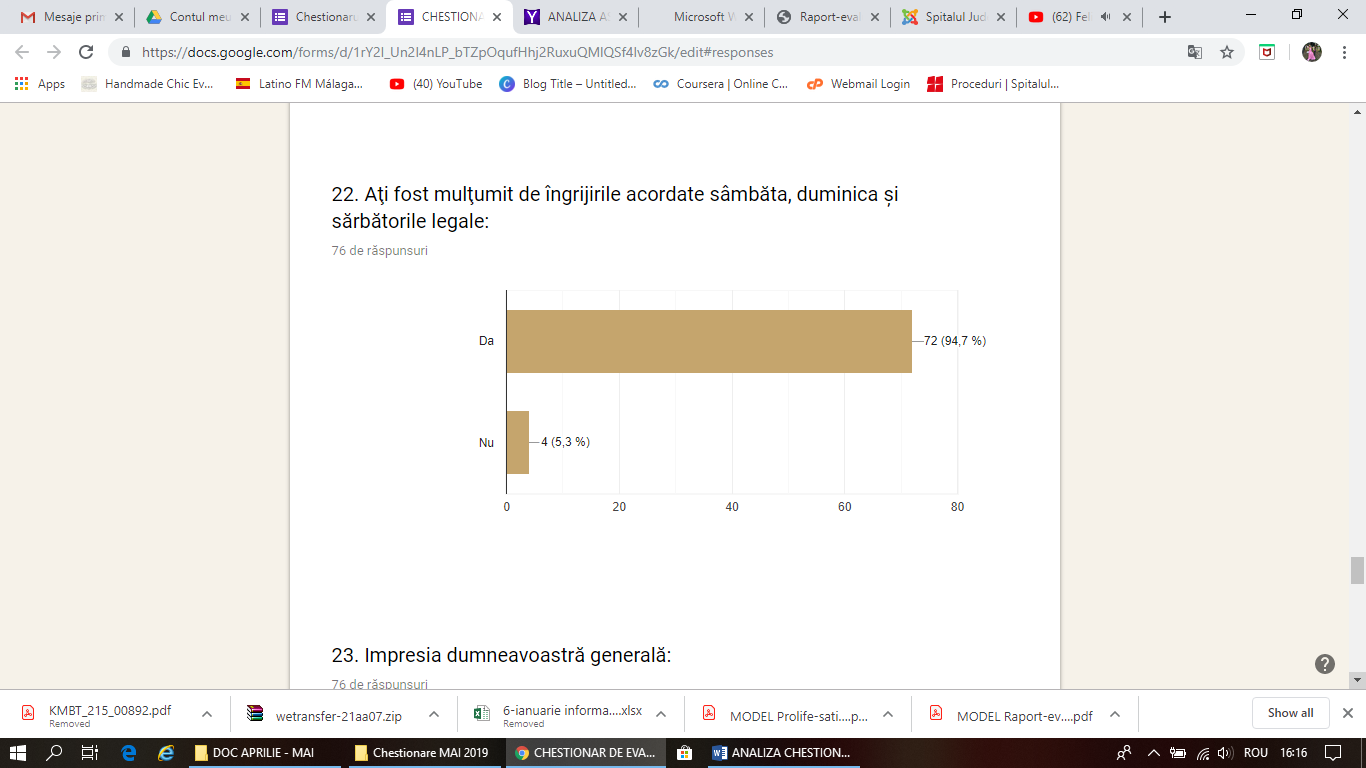 Mesaje prin
Contul meu
Chestionaru
CHESTIONA
ANALIZA AS
Microsoft W
Raport-eval
Spitalul Jud
(62) Fel
https://docs.google.com/forms/d/1rY2I_Un2I4nLP_bTZpOqufHhj2RuxuQMIQSf4Iv8zGk/edit#responses
Apps
Handmade Chic Ev...
Latino FM Málaga...
(40) YouTube
Blog Title – Untitled...
Coursera | Online C...
Webmail Login
Proceduri | Spitalul...
22. Aţi fost mulţumit de îngrijirile acordate sâmbăta, duminica și
sărbătorile legale:
76 de răspunsuri
Da
72 (94,7 %)
Nu
4 (5,3 %)
0 20 40 60 80
23. Impresia dumneavoastră generală:
76 de răspunsuri
KMBT_215_00892.pdf
Removed
wetransfer-21aa07.zip
6-ianuarie informa....xlsx
Removed
MODEL Prolife-sati....p...
MODEL Raport-ev....pdf
Show all
DOC APRILIE - MAI
Chestionare MAI 2019
CHESTIONAR DE EVA...
ANALIZA CHESTION...
ROU
16:16